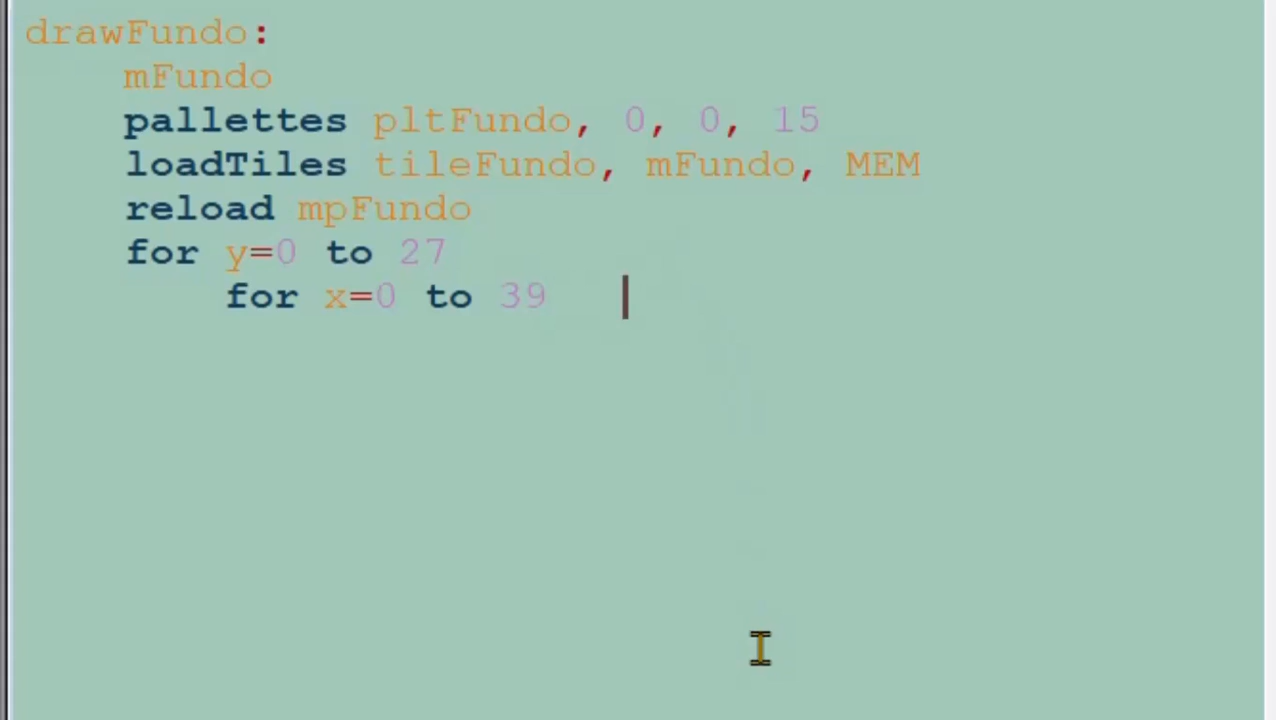 drawFundo:
    mFundo
    pallettes pltFundo, 0, 0, 15
    loadTiles tileFundo, mFundo, MEM
    reload mpFundo
    for y=0 to 27
        for x=0 to 39